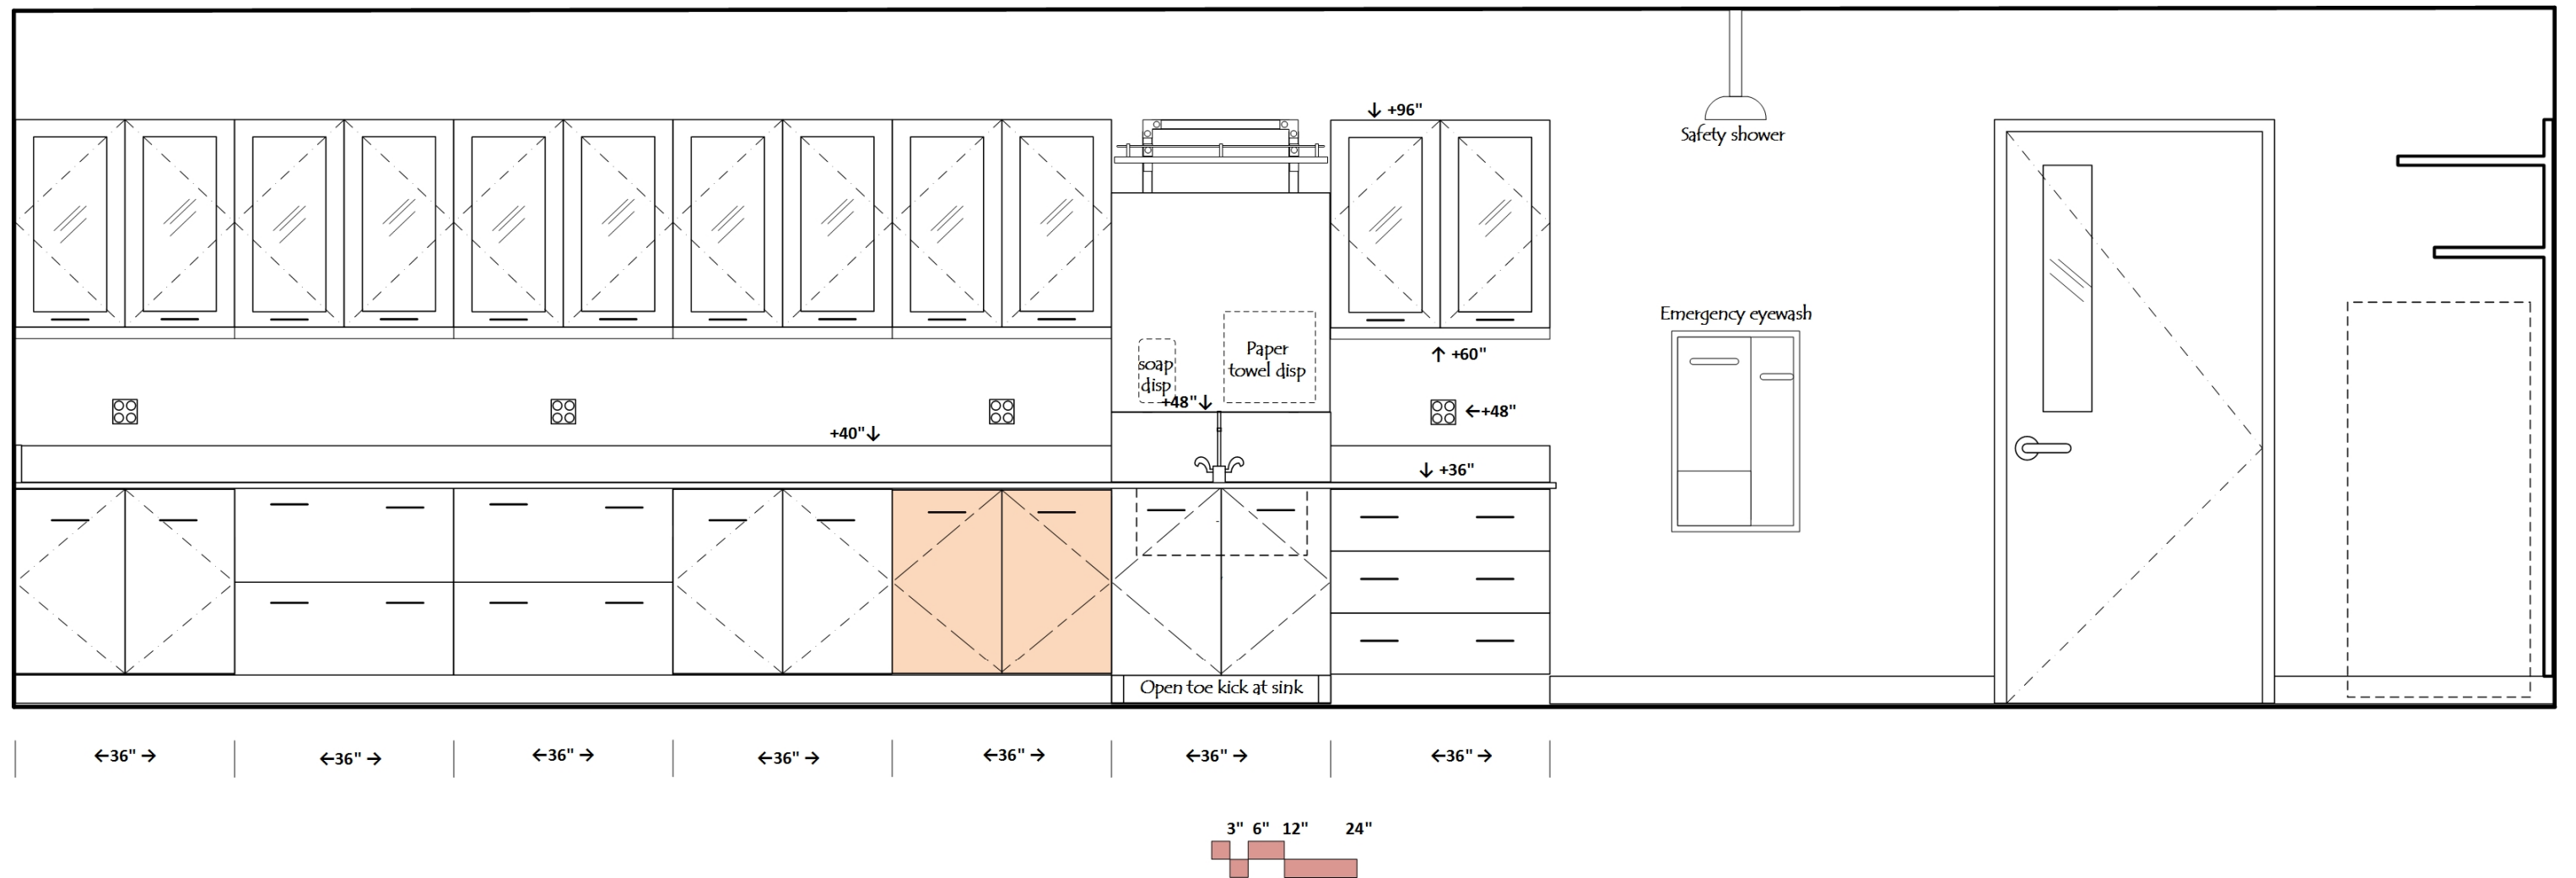 ↓ +96"
Safety shower
Emergency eyewash
soap
disp
Paper
towel disp
↑ +60"
+48"↓
←+48"
+40"↓
↓ +36"
Open toe kick at sink
←36" →
←36" →
←36" →
←36" →
←36" →
←36" →
←36" →
3" 6" 12" 24"